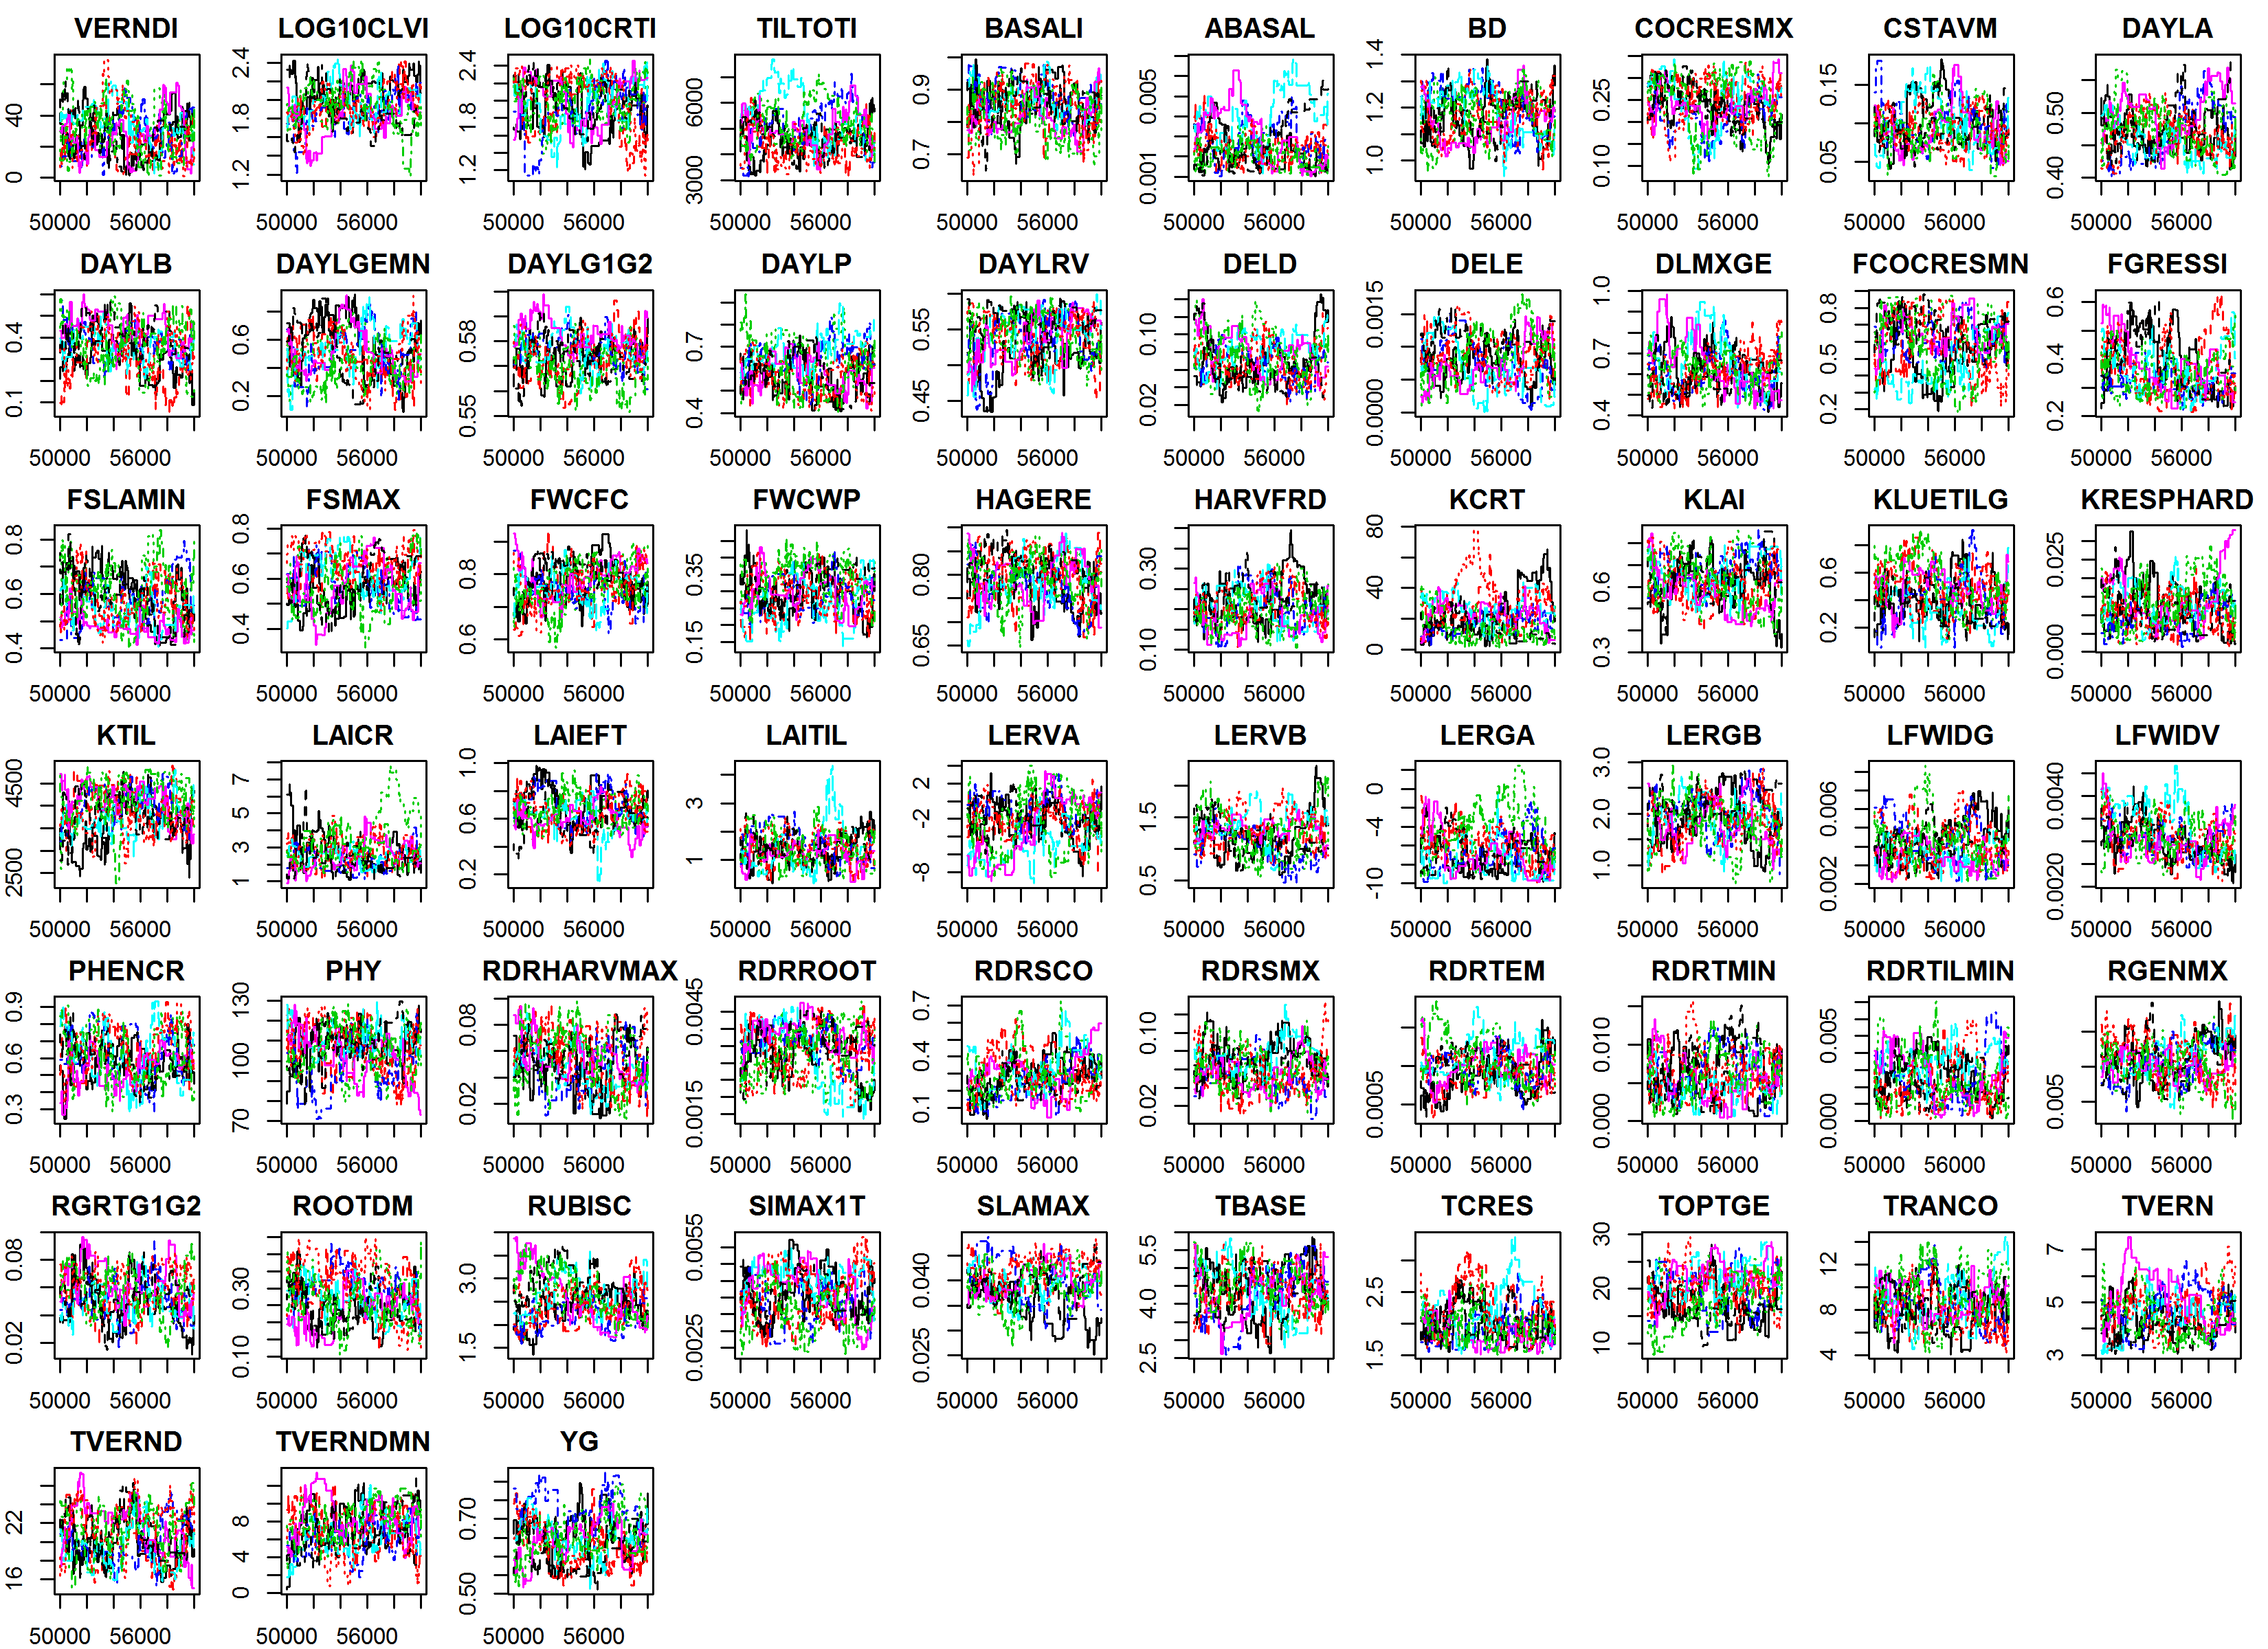 VERNDI LOG10CLVI LOG10CRTI TILTOTI BASALI ABASAL BD COCRESMX CSTAVM DAYLA
0 40
1.2 1.8 2.4
1.2 1.8 2.4
3000 6000
0.7 0.9
0.001 0.005
1.0 1.2 1.4
0.10 0.25
0.05 0.15
0.40 0.50
50000 56000 50000 56000 50000 56000 50000 56000 50000 56000 50000 56000 50000 56000 50000 56000 50000 56000 50000 56000
DAYLB DAYLGEMN DAYLG1G2 DAYLP DAYLRV DELD DELE DLMXGE FCOCRESMN FGRESSI
0.1 0.4
0.2 0.6
0.55 0.58
0.4 0.7
0.45 0.55
0.02 0.10
0.0000 0.0015
0.4 0.7 1.0
0.2 0.5 0.8
0.2 0.4 0.6
50000 56000 50000 56000 50000 56000 50000 56000 50000 56000 50000 56000 50000 56000 50000 56000 50000 56000 50000 56000
FSLAMIN FSMAX FWCFC FWCWP HAGERE HARVFRD KCRT KLAI KLUETILG KRESPHARD
0.4 0.6 0.8
0.4 0.6 0.8
0.6 0.8
0.15 0.35
0.65 0.80
0.10 0.30
0 40 80
0.3 0.6
0.2 0.6
0.000 0.025
50000 56000 50000 56000 50000 56000 50000 56000 50000 56000 50000 56000 50000 56000 50000 56000 50000 56000 50000 56000
KTIL LAICR LAIEFT LAITIL LERVA LERVB LERGA LERGB LFWIDG LFWIDV
2500 4500
1 3 5 7
0.2 0.6 1.0
1 3
-8 -2 2
0.5 1.5
-10 -4 0
1.0 2.0 3.0
0.002 0.006
0.0020 0.0040
50000 56000 50000 56000 50000 56000 50000 56000 50000 56000 50000 56000 50000 56000 50000 56000 50000 56000 50000 56000
PHENCR PHY RDRHARVMAX RDRROOT RDRSCO RDRSMX RDRTEM RDRTMIN RDRTILMIN RGENMX
0.3 0.6 0.9
70 100 130
0.02 0.08
0.0015 0.0045
0.1 0.4 0.7
0.02 0.10
0.0005
0.000 0.010
0.000 0.005
0.005
50000 56000 50000 56000 50000 56000 50000 56000 50000 56000 50000 56000 50000 56000 50000 56000 50000 56000 50000 56000
RGRTG1G2 ROOTDM RUBISC SIMAX1T SLAMAX TBASE TCRES TOPTGE TRANCO TVERN
0.02 0.08
0.10 0.30
1.5 3.0
0.0025 0.0055
0.025 0.040
2.5 4.0 5.5
1.5 2.5
10 20 30
4 8 12
3 5 7
50000 56000 50000 56000 50000 56000 50000 56000 50000 56000 50000 56000 50000 56000 50000 56000 50000 56000 50000 56000
TVERND TVERNDMN YG
16 22
0 4 8
0.50 0.70
50000 56000 50000 56000 50000 56000